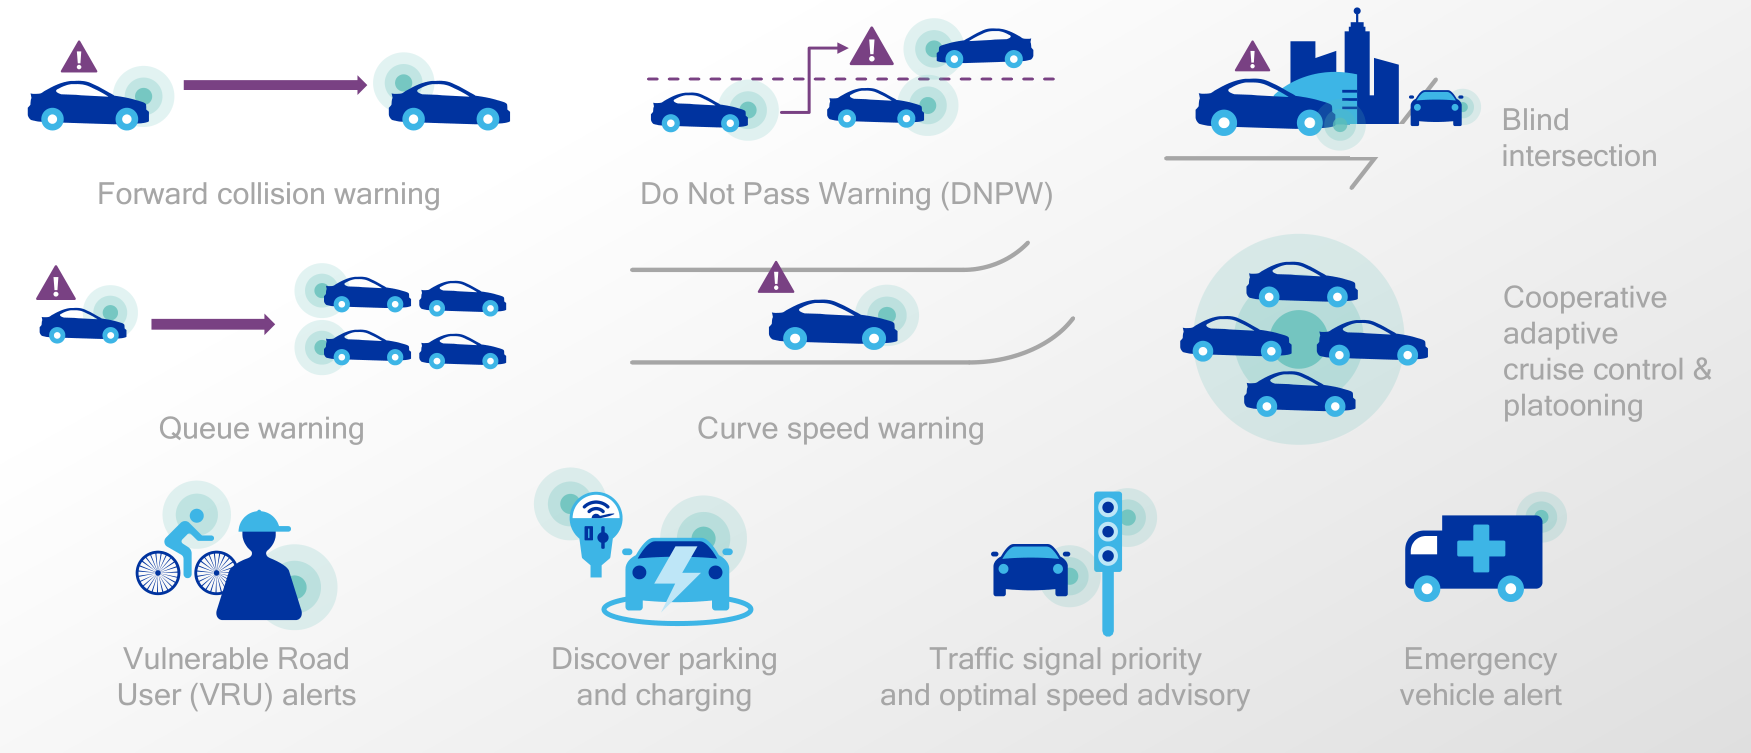 Forward collision warning
Do Not Pass Warning (DNPW)
Blind
intersection
Queue warning
Curve speed warning
Cooperative
adaptive
cruise control &
platooning
Vulnerable Road
User (VRU) alerts
Discover parking
and charging
Traffic signal priority
and optimal speed advisory
Emergency
vehicle alert